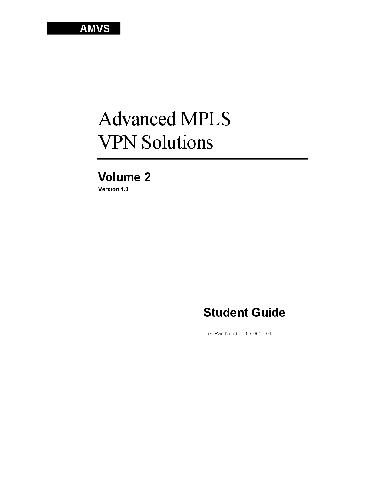 AMVS
Advanced MPLS
VPN Solutions
Volume 2
Version 1.0
Student Guide